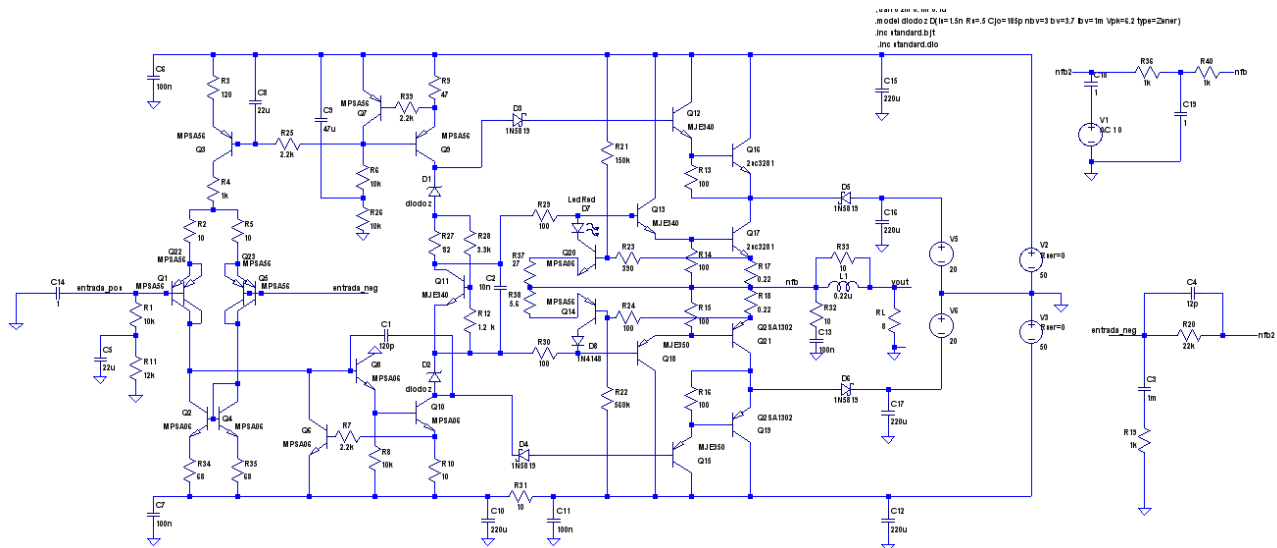 .model diodoz D(Is=1.5n Rs=.5 Cjo=185p nbv=3 bv=3.7 Ibv=1m Vpk=6.2 type=Zener)
.inc standard.bjt
.inc standard.dio
C6
100n
R3
120
C8
22u
C9
47u
MPSA56
Q7
R39
2.2k
R9
47
MPSA56
Q9
D3
1N5819
Q12
MJE340
C15
220u
nfb2
C18
1
R36
1k
R40
1k
nfb
C19
1
V1
AC 10
MPSA56
Q3
R25
2.2k
R4
1k
R6
10k
R26
10k
D1
diodoz
R21
150k
Q16
2sc3281
R13
100
R2
10
R5
10
R27
82
R28
3.3k
R29
100
LedRed
D7
Q13
MJE340
D5
1N5819
C16
220u
Q17
2sc3281
Q22
MPSA56
Q1
Q23
Q5
MPSA56
Q11
MJE340
C2
10n
R37
27
Q20
MPSA06
R23
390
R14
100
R17
0.22
R33
10
L1
0.22u
V5
20
V2
Rser=0
50
C14
1
entrada_pos
entrada_neg
R1
10k
R12
1.2 k
R38
5.6
MPSA56
Q14
R24
100
R15
100
R18
0.22
nfb
vout
R32
10
C13
100n
RL
8
V6
20
V3
Rser=0
50
C4
12p
entrada_neg
R20
22k
nfb2
C5
22u
R11
12k
C1
120p
Q8
MPSA06
D2
diodoz
R30
100
D8
1N4148
MJE350
Q18
Q2SA1302
Q21
D6
1N5819
C17
220u
C3
1m
Q2
MPSA06
Q4
MPSA06
Q6
MPSA06
R7
2.2k
Q10
MPSA06
R22
560k
R16
100
Q2SA1302
Q19
R19
1k
R34
68
R35
68
R8
10k
R10
10
D4
1N5819
MJE350
Q15
C7
100n
C10
220u
R31
10
C11
100n
C12
220u